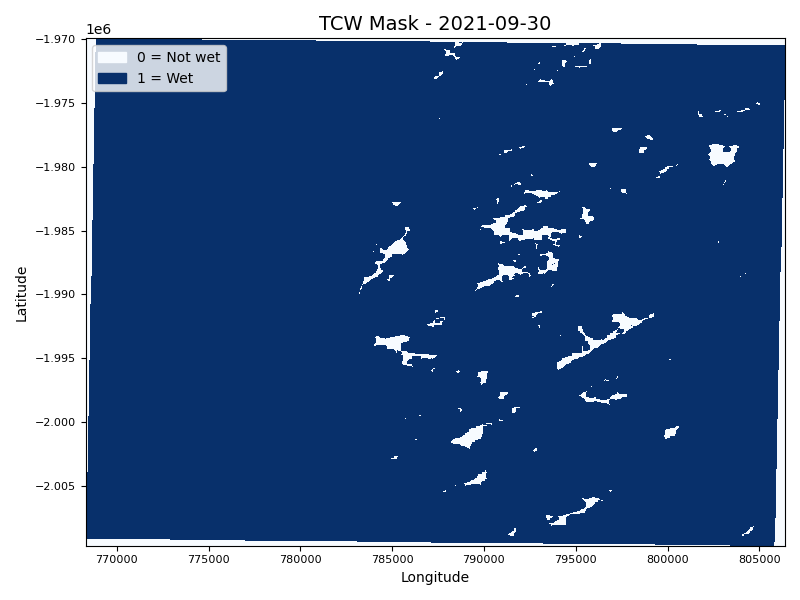 TCW Mask - 2021-09-30
1e6
0 = Not wet
1 = Wet
−1.970
−1.975
−1.980
−1.985
−1.990
−1.995
−2.000
−2.005
Latitude
770000 775000 780000 785000 790000 795000 800000 805000
Longitude